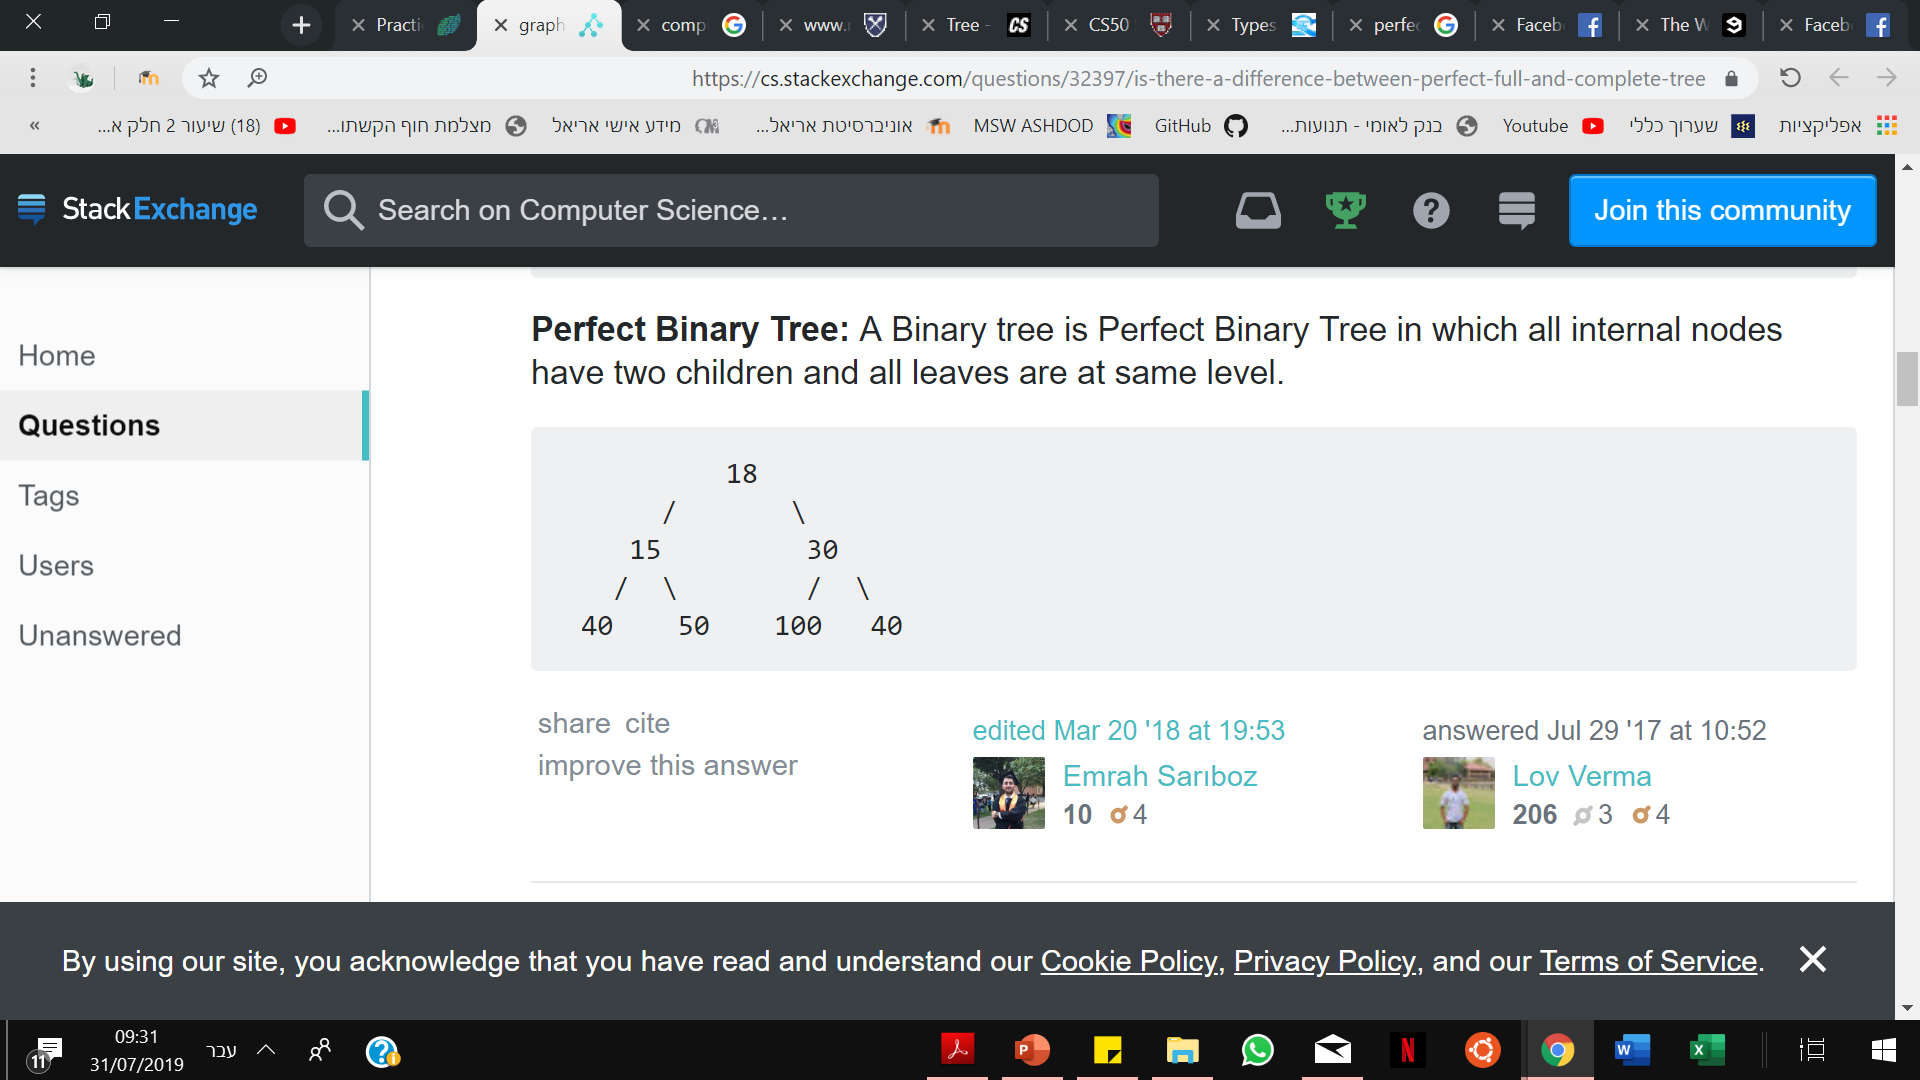 Practi
graph
comp
www.
Tree -
CS50
Types
perfec
Faceb
The W
Faceb
https://cs.stackexchange.com/questions/32397/is-there-a-difference-between-perfect-full-and-complete-tree
אפליקציות
שערוך כללי
Youtube
בנק לאומי - תנועות...
GitHub
MSW ASHDOD
אוניברסיטת אריאל...
מידע אישי אריאל
מצלמת חוף הקשתו...
(18) שיעור 2 חלק א...
StackExchange
Search on Computer Science...
Join this community
Home
Questions
Tags
Users
Unanswered
Perfect Binary Tree: A Binary tree is Perfect Binary Tree in which all internal nodes
have two children and all leaves are at same level.
18
/ \
15 30
/ \ / \
40 50 100 40
share cite
improve this answer
edited Mar 20 '18 at 19:53
Emrah Sarıboz
10 4
answered Jul 29 '17 at 10:52
Lov Verma
206 3 4
By using our site, you acknowledge that you have read and understand our Cookie Policy, Privacy Policy, and our Terms of Service.
11
09:31
31/07/2019
עבר